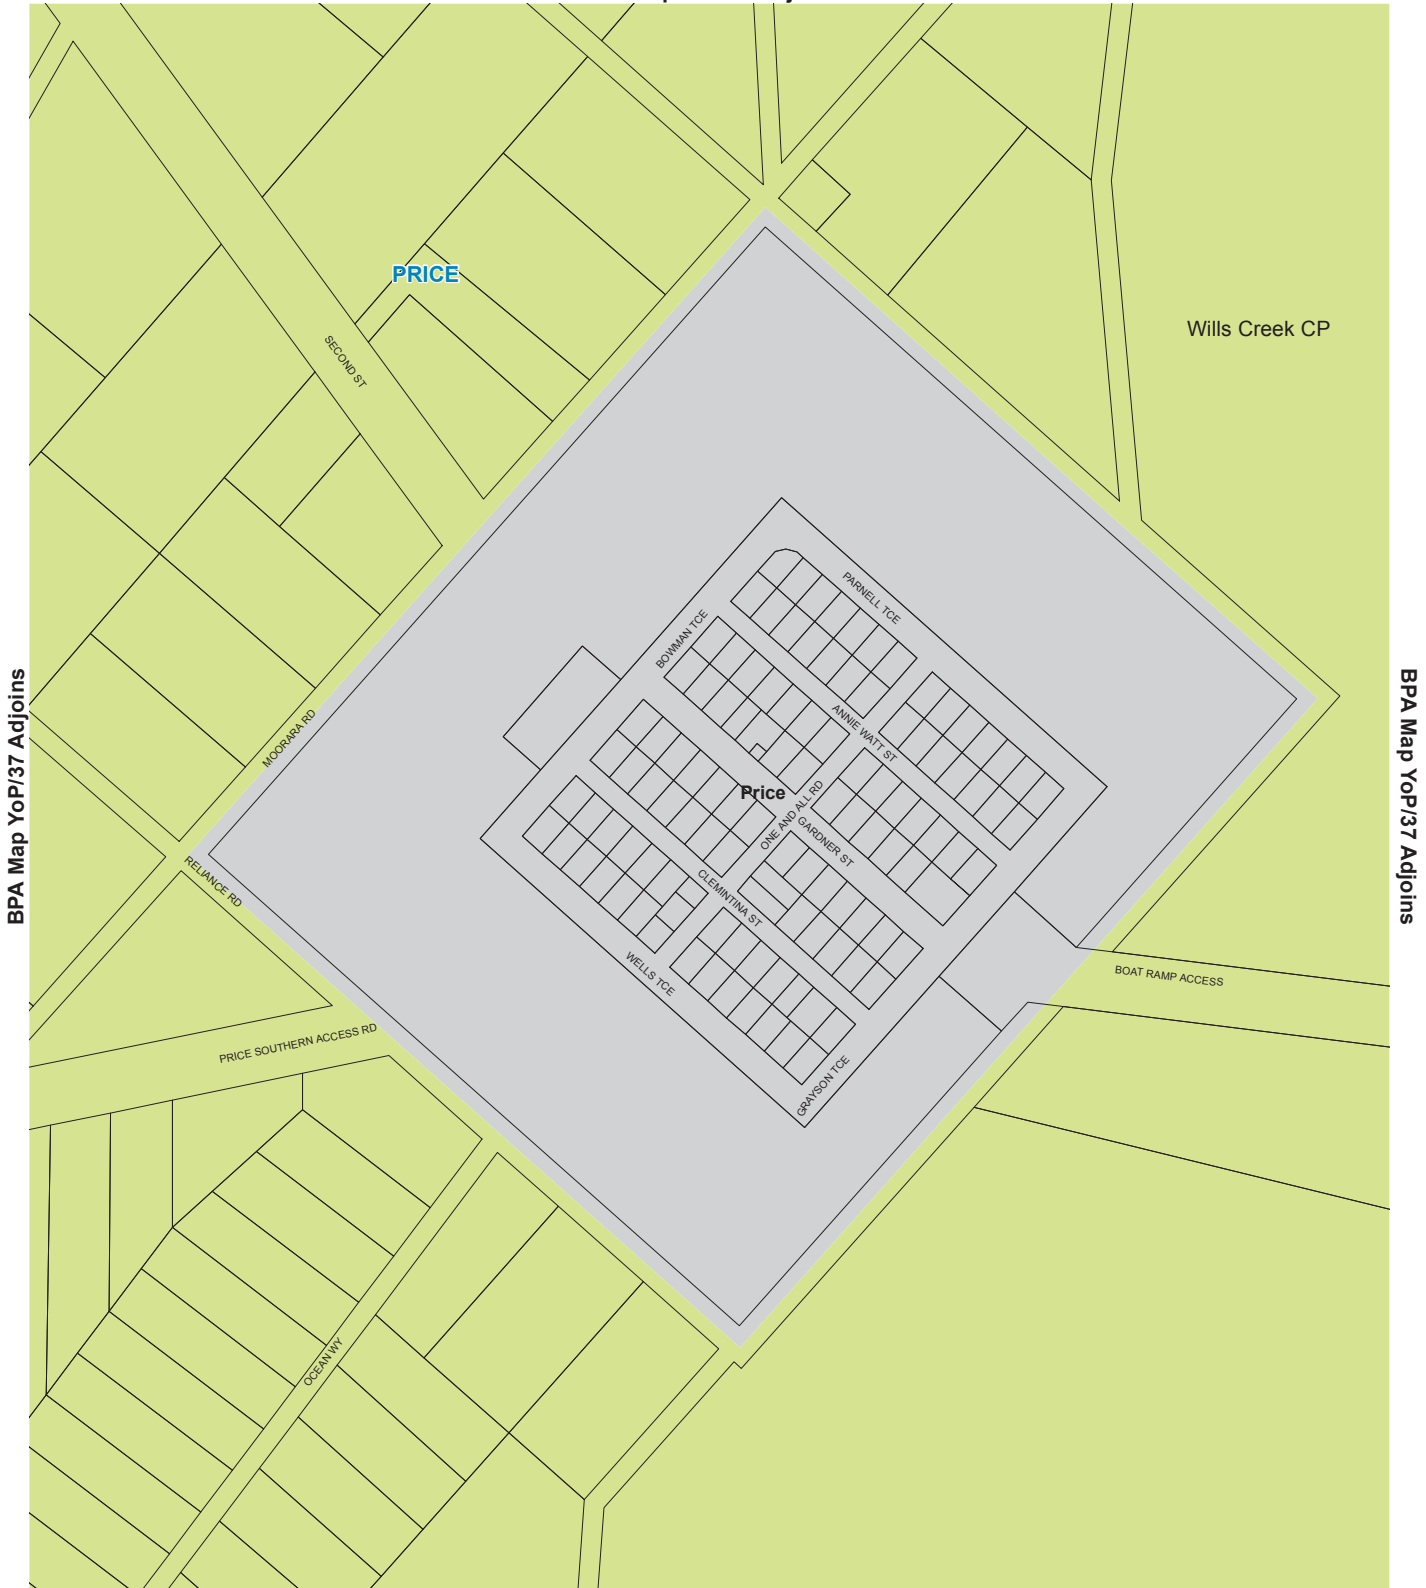 PRICE
Wills Creek CP
SECOND ST
PARNELL TCE
BOWMAN TCE
BPA Map YoP/37 Adjoins
BPA Map YoP/37 Adjoins
MOORARA RD
ANNIE WATT ST
Price
ONE AND ALL RD
GARDNER ST
RELIANCE RD
CLEMINTINA ST
WELLS TCE
BOAT RAMP ACCESS
PRICE SOUTHERN ACCESS RD
GRAYSON TCE
OCEAN WY